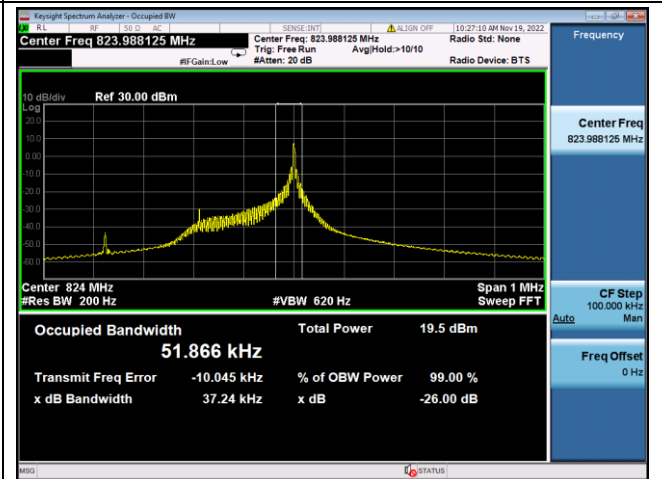 Keysight Spectrum Analyzer - Occupied BW
RL RF 50 Ω AC SENSE:INT ALIGN OFF 10:27:10 AM Nov 19, 2022
Center Freq 823.988125 MHz
Center Freq: 823.988125 MHz
Radio Std: None
Trig: Free Run Avg|Hold:>10/10
#IFGain:Low #Atten: 20 dB Radio Device: BTS
10 dB/div Ref 30.00 dBm
Log
20.0
10.0
0.00
-10.0
-20.0
-30.0
-40.0
-50.0
-60.0
Center 824 MHz Span 1 MHz
#Res BW 200 Hz #VBW 620 Hz Sweep FFT
Occupied Bandwidth Total Power 19.5 dBm
51.866 kHz
Transmit Freq Error -10.045 kHz % of OBW Power 99.00 %
x dB Bandwidth 37.24 kHz x dB -26.00 dB
MSG STATUS
Frequency
Center Freq
823.988125 MHz
CF Step
100.000 kHz
Auto Man
Freq Offset
0 Hz